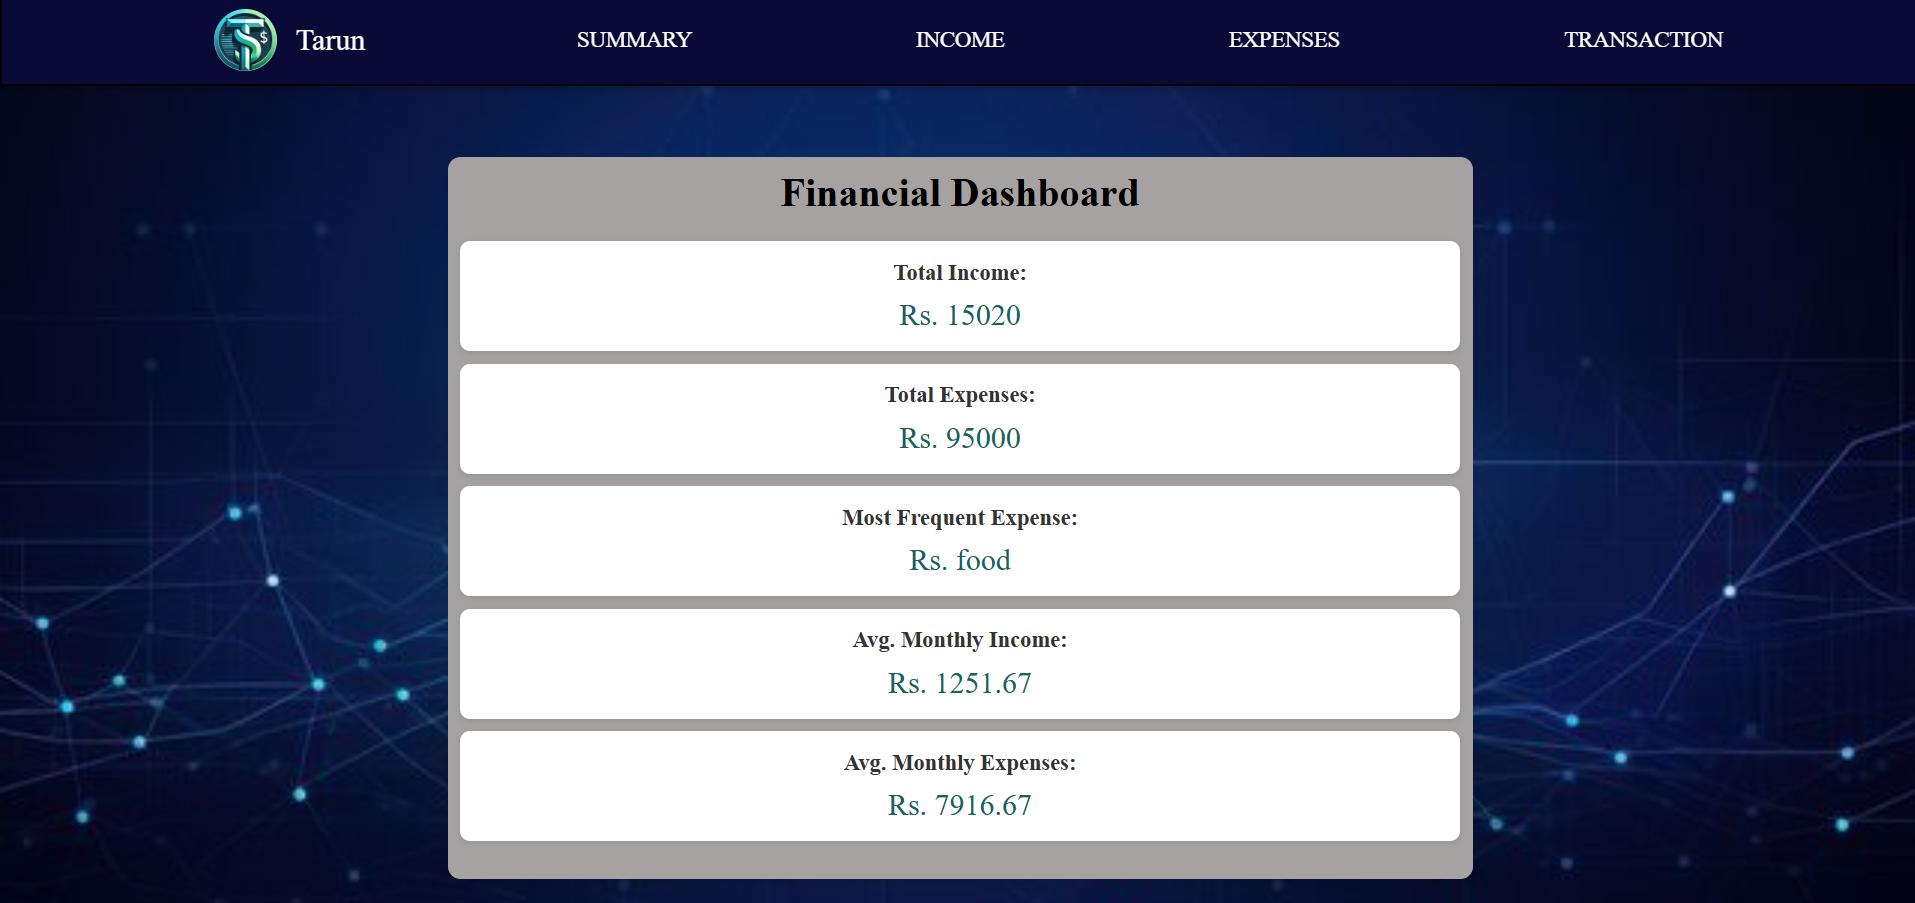 Tarun
SUMMARY
INCOME
EXPENSES
TRANSACTION
Financial Dashboard
Total Income:
Rs. 15020
Total Expenses:
Rs. 95000
Most Frequent Expense:
Rs. food
Avg. Monthly Income:
Rs. 1251.67
Avg. Monthly Expenses:
Rs. 7916.67